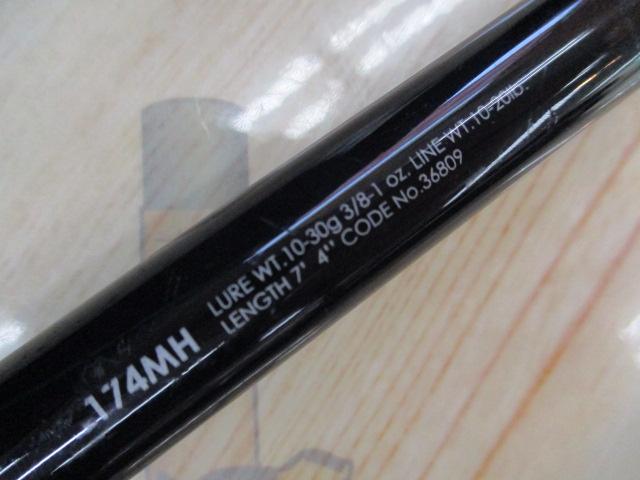 174MH
LURE WT.10-30g 3/8-1 oz. LINE WT.10-20lb.
LENGTH 7' 4'' CODE No.36809